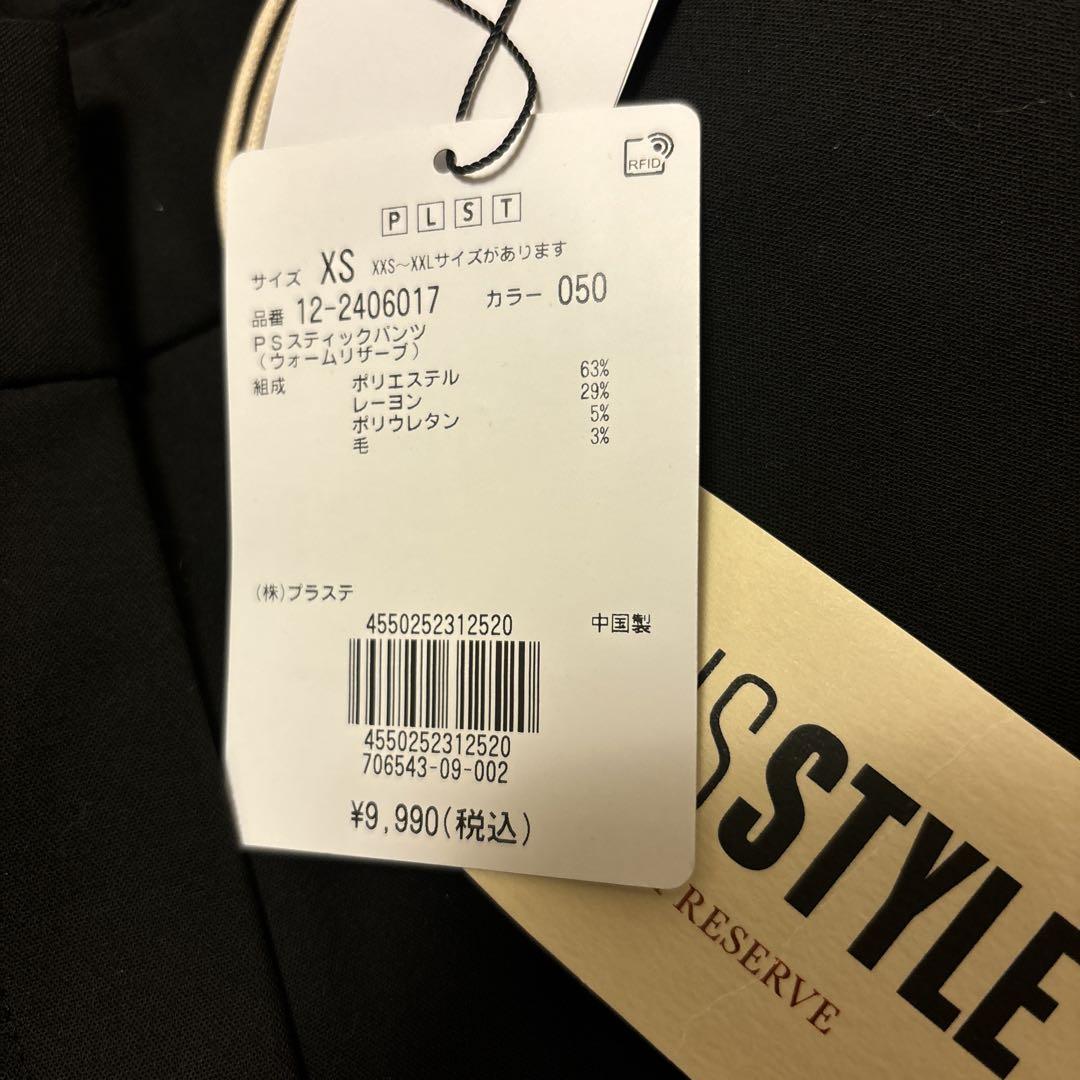 RFID
PLST
サイズ XS XXS～XXLサイズがあります
品番 12-2406017 カラー 050
PSスティックパンツ
(ウォームリザーブ)
組成 ポリエステル 63%
レーヨン 29%
ポリウレタン 5%
毛 3%
(株)プラステ
4550252312520 中国製
4550252312520
706543-09-002
¥9,990(税込)
STYLE
RESERVE